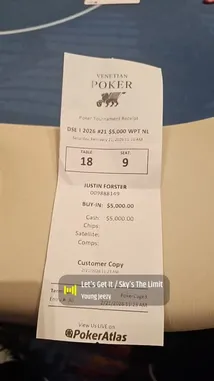 VENETIAN
POKER
Poker Tournament Receipt
DSE I 2026 #21 $5,000 WPT NL
TABLE SEAT
18 9
JUSTIN FORSTER
BUY-IN: $5,000.00
Cash: $5,000.00
Chips:
Satellite:
Comps:
Customer Copy
Let's Get It / Sky's The Limit
Young Jeezy
View Us LIVE on
PokerAtlas